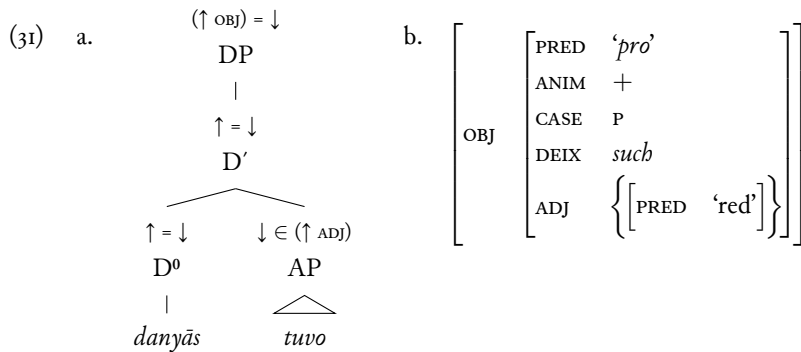 (31) a. (↑ OBJ) = ↓ b.
DP
↑ = ↓
D′
↑ = ↓ ↓ ∈ (↑ ADJ)
D⁰ AP
danyās tuvo
PRED ‘pro’
ANIM +
CASE P
OBJ
DEIX such
ADJ {[PRED ‘red’]}